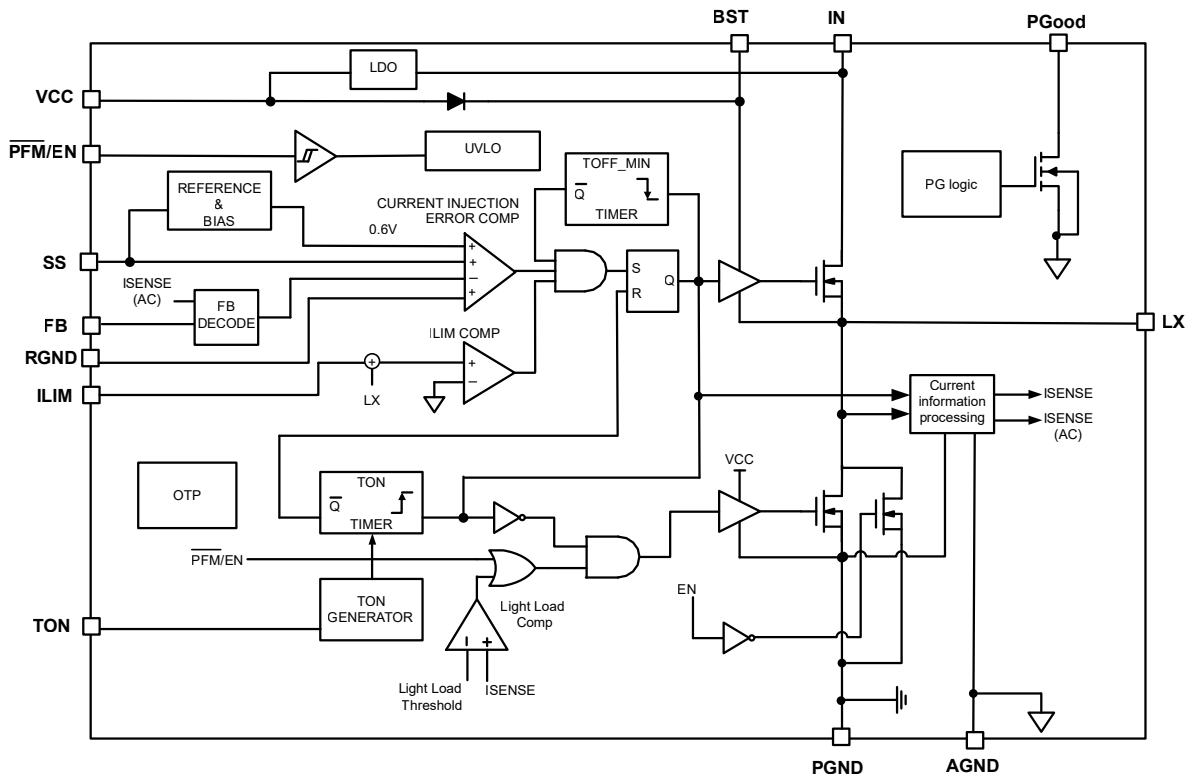 BST
IN
PGood
LDO
VCC
PFM/EN
UVLO
TOFF_MIN
Q
TIMER
PG logic
REFERENCE
&
BIAS
CURRENT INJECTION
ERROR COMP
0.6V
SS
ISENSE
(AC)
FB
DECODE
+
+
−
+
S
R
Q
FB
RGND
ILIM
LX
ILIM COMP
+
LX
+
−
Current
information
processing
ISENSE
ISENSE
(AC)
OTP
TON
Q
TIMER
VCC
PFM/EN
TON
GENERATOR
Light Load
Comp
EN
TON
− +
Light Load
Threshold
ISENSE
PGND
AGND